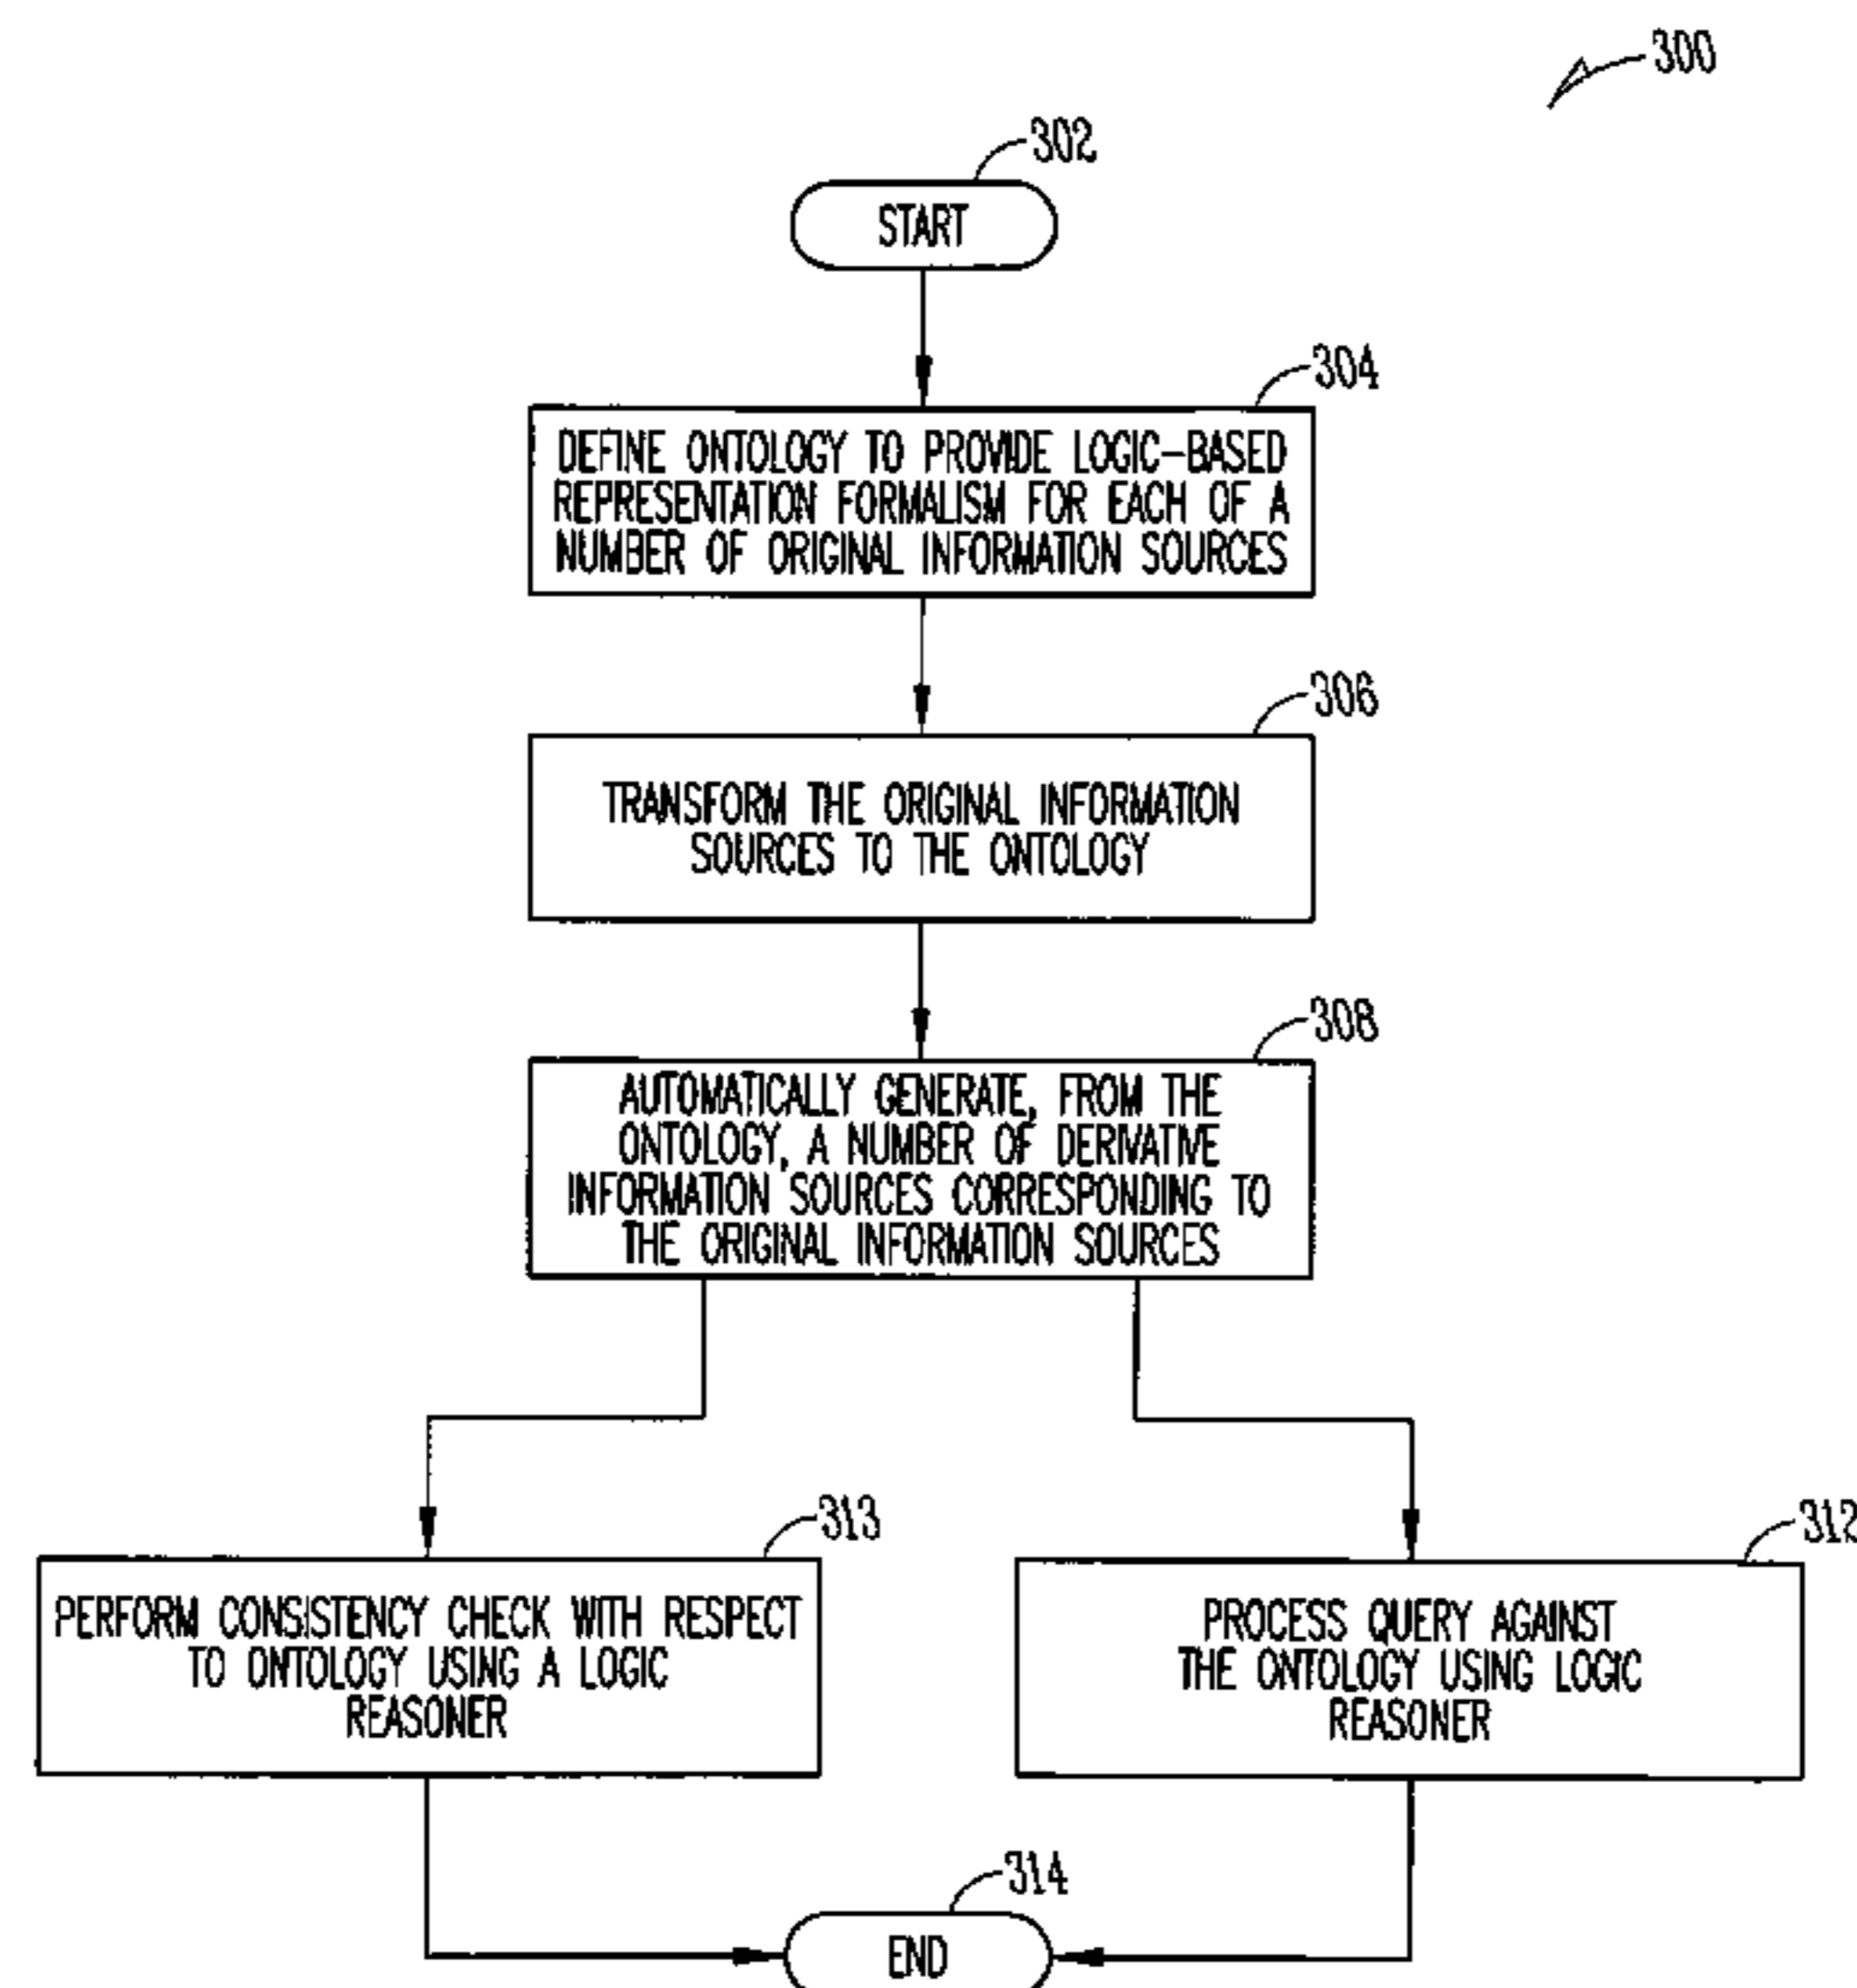 300
302
START
304
DEFINE ONTOLOGY TO PROVIDE LOGIC-BASED
REPRESENTATION FORMALISM FOR EACH OF A
NUMBER OF ORIGINAL INFORMATION SOURCES
306
TRANSFORM THE ORIGINAL INFORMATION
SOURCES TO THE ONTOLOGY
308
AUTOMATICALLY GENERATE, FROM THE
ONTOLOGY, A NUMBER OF DERIVATIVE
INFORMATION SOURCES CORRESPONDING TO
THE ORIGINAL INFORMATION SOURCES
313
PERFORM CONSISTENCY CHECK WITH RESPECT
TO ONTOLOGY USING A LOGIC
REASONER
312
PROCESS QUERY AGAINST
THE ONTOLOGY USING LOGIC
REASONER
314
END